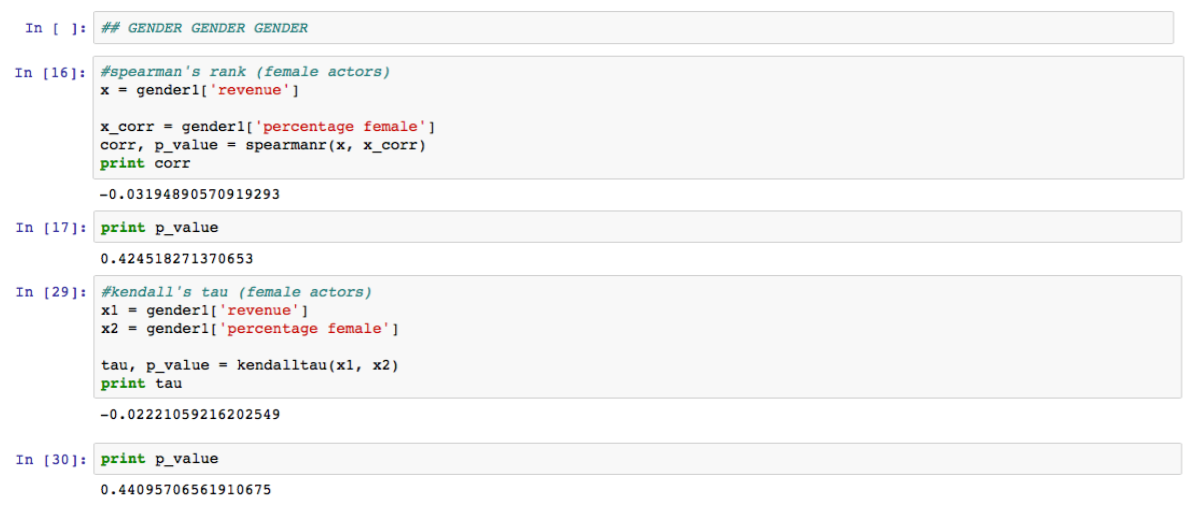 In [ ]: ## GENDER GENDER GENDER
In [16]: #spearman's rank (female actors)
x = gender1['revenue']
x_corr = gender1['percentage female']
corr, p_value = spearmanr(x, x_corr)
print corr
-0.03194890570919293
In [17]: print p_value
0.424518271370653
In [29]: #kendall's tau (female actors)
x1 = gender1['revenue']
x2 = gender1['percentage female']
tau, p_value = kendalltau(x1, x2)
print tau
-0.02221059216202549
In [30]: print p_value
0.44095706561910675